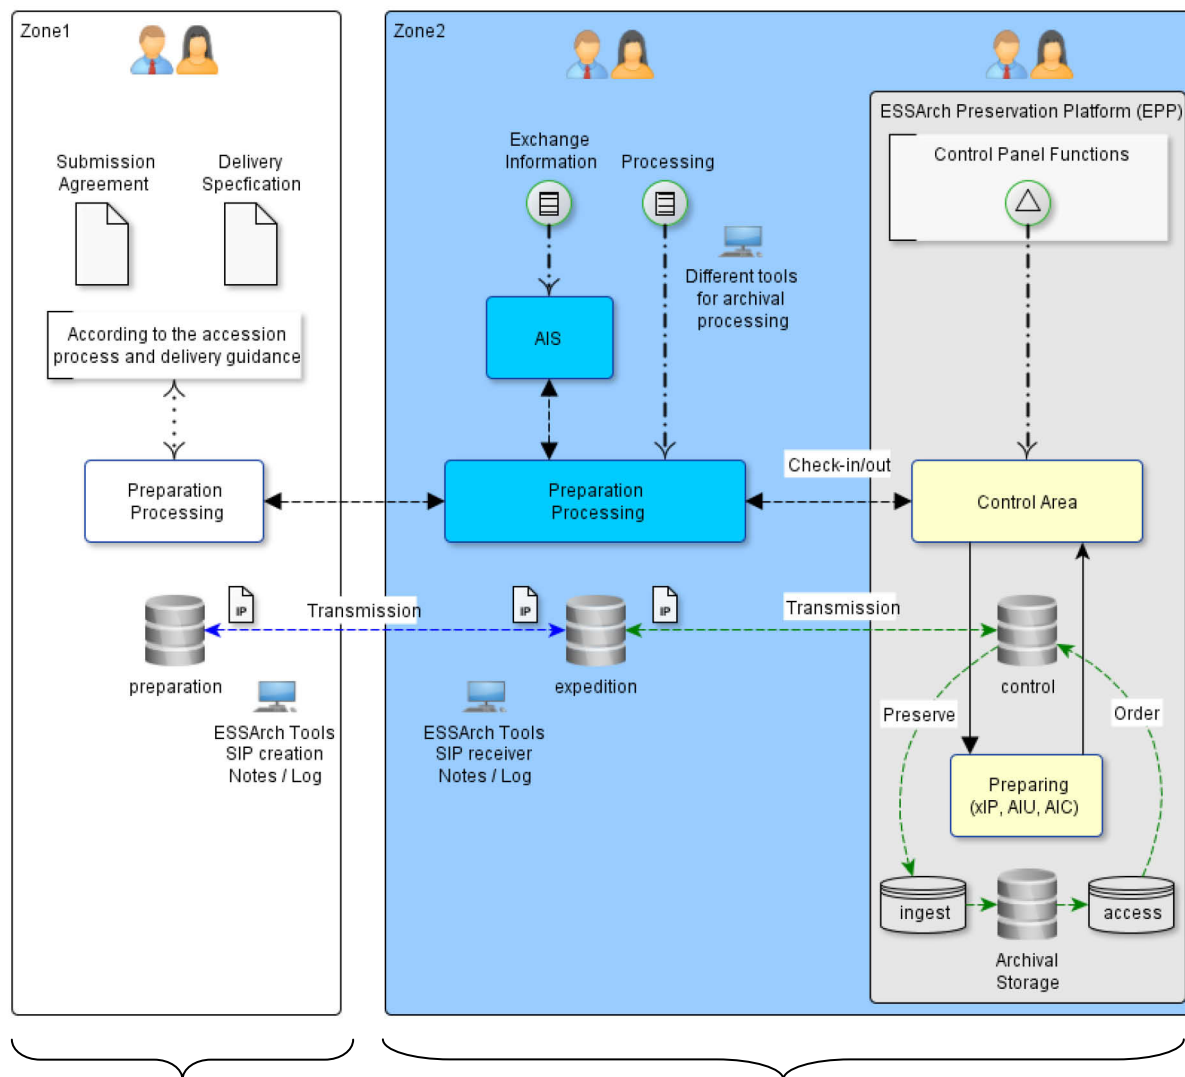 Zone1
Submission
Agreement
Delivery
Specfication
According to the accession
process and delivery guidance
Preparation
Processing
IP
Transmission
preparation
ESSArch Tools
SIP creation
Notes / Log
Zone2
Exchange
Information
Processing
Different tools
for archival
processing
AIS
Preparation
Processing
Check-in/out
IP
IP
expedition
Transmission
ESSArch Tools
SIP receiver
Notes / Log
ESSArch Preservation Platform (EPP)
Control Panel Functions
Control Area
control
Preserve
Order
Preparing
(xIP, AIU, AIC)
ingest
access
Archival
Storage